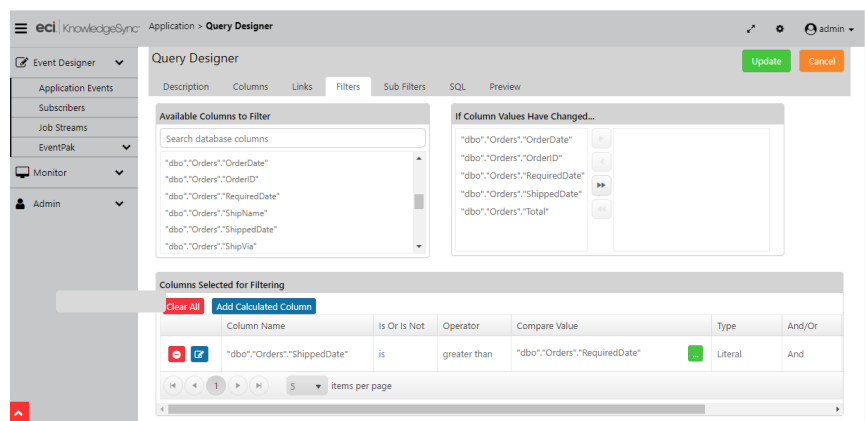 eci KnowledgeSync Application > Query Designer admin
Event Designer
Application Events
Subscribers
Job Streams
EventPak
Monitor
Admin
Query Designer Update Cancel
Description Columns Links Filters Sub Filters SQL Preview
Available Columns to Filter
Search database columns
"dbo"."Orders"."OrderDate"
"dbo"."Orders"."OrderID"
"dbo"."Orders"."RequiredDate"
"dbo"."Orders"."ShipName"
"dbo"."Orders"."ShippedDate"
"dbo"."Orders"."ShipVia"
If Column Values Have Changed...
"dbo"."Orders"."OrderDate"
"dbo"."Orders"."OrderID"
"dbo"."Orders"."RequiredDate"
"dbo"."Orders"."ShippedDate"
"dbo"."Orders"."Total"
Columns Selected for Filtering
Clear All Add Calculated Column
Column Name Is Or Is Not Operator Compare Value Type And/Or
"dbo"."Orders"."ShippedDate" is greater than "dbo"."Orders"."RequiredDate" ... Literal And
1 5 items per page